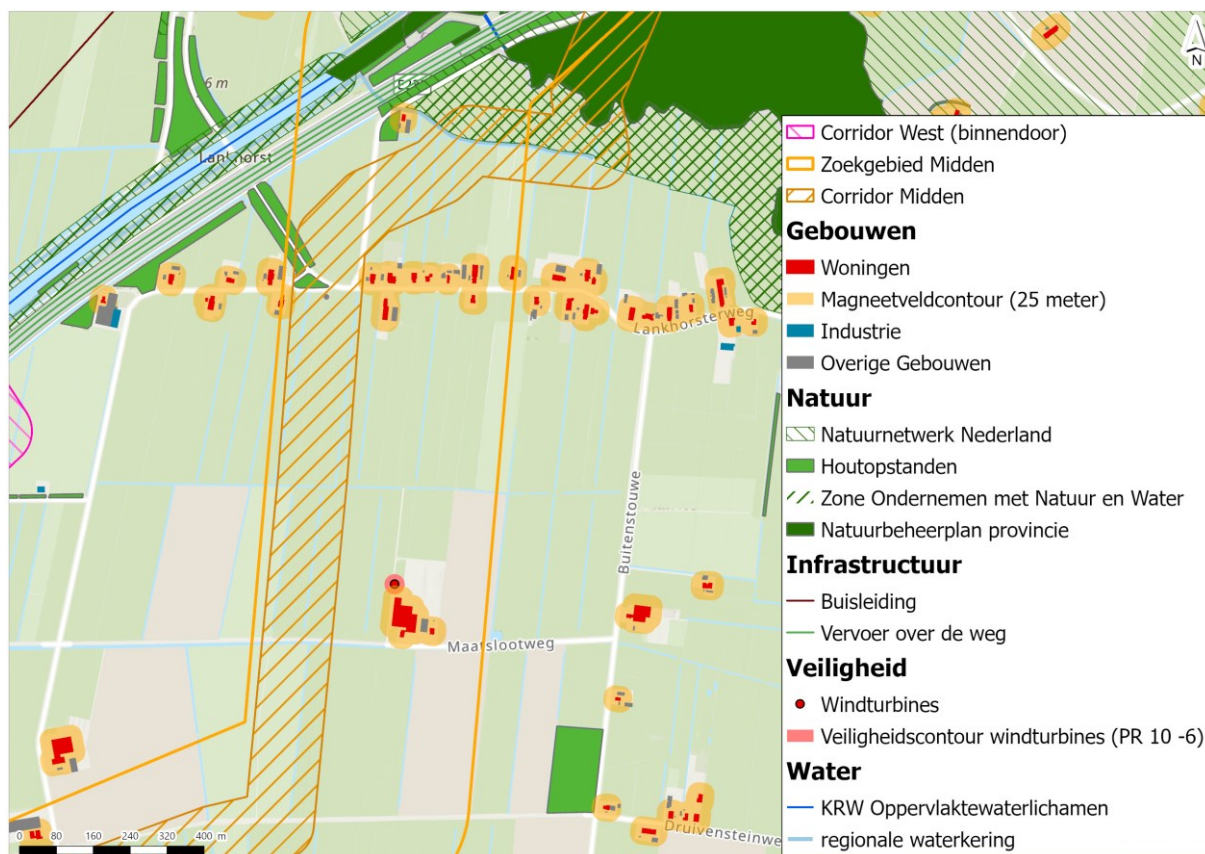 6 m
N
Lankhorst
Corridor West (binnendoor)
Zoekgebied Midden
Corridor Midden
Gebouwen
Woningen
Magneetveldcontour (25 meter)
Industrie
Overige Gebouwen
Natuur
Natuurnetwerk Nederland
Houtopstanden
Zone Ondernemen met Natuur en Water
Natuurbeheerplan provincie
Infrastructuur
Buisleiding
Vervoer over de weg
Veiligheid
Windturbines
Veiligheidscontour windturbines (PR 10 -6)
Water
KRW Oppervlaktewaterlichamen
regionale waterkering
Lankhorsterweg
Buitenstouwe
Maatslootweg
Druivensteinwe
0 80 160 240 320 400 m